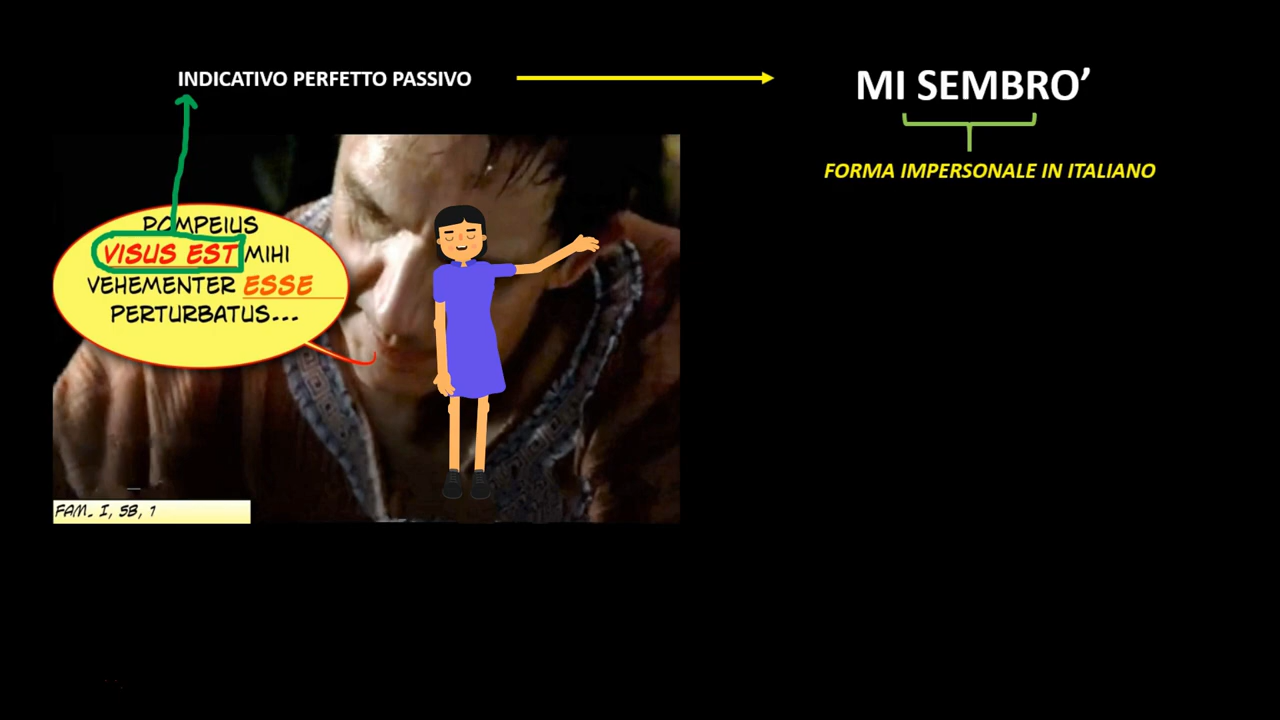 INDICATIVO PERFETTO PASSIVO
MI SEMBRO’
FORMA IMPERSONALE IN ITALIANO
POMPEIUS
VISUS EST MIHI
VEHEMENTER ESSE
PERTURBATUS...
FAM. I, 5B, 1